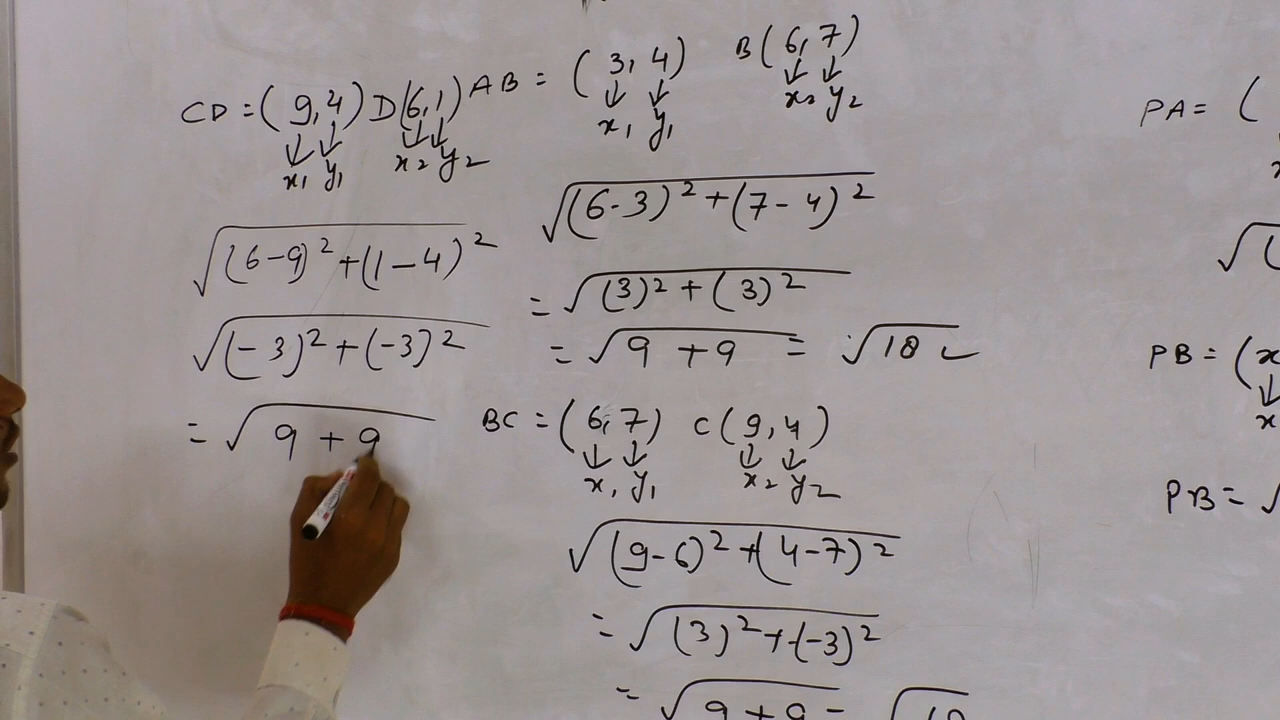 CD = (9,4) D(6,1)
x₁ y₁ x₂ y₂
√(6-9)² + (1-4)²
√(-3)² + (-3)²
= √9 + 9
AB = (3,4) B(6,7)
x₁ y₁ x₂ y₂
√(6-3)² + (7-4)²
= √(3)² + (3)²
= √9 + 9 = √18
BC = (6,7) C(9,4)
x₁ y₁ x₂ y₂
√(9-6)² + (4-7)²
= √(3)² + (-3)²
= √9 + 9 = √18
PA = (
√(
PB = (x
x
PB = √